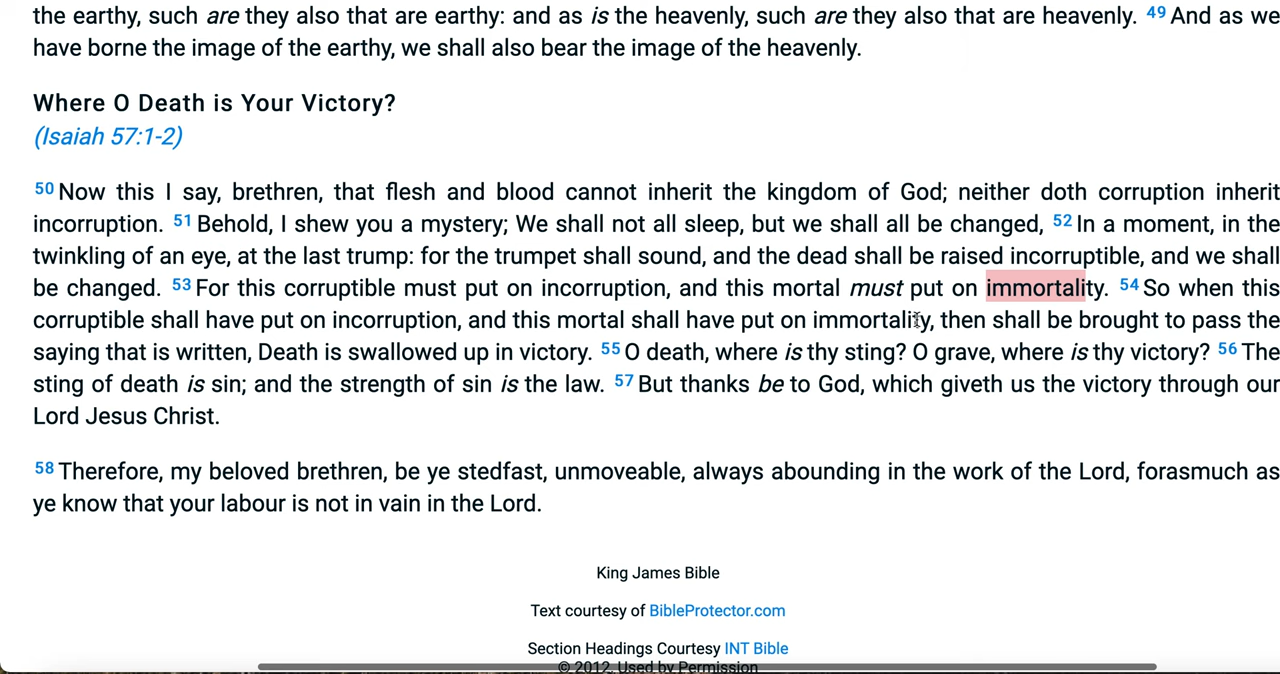 the earthy, such are they also that are earthy: and as is the heavenly, such are they also that are heavenly. 49 And as we
have borne the image of the earthy, we shall also bear the image of the heavenly.
Where O Death is Your Victory?
(Isaiah 57:1-2)
50 Now this I say, brethren, that flesh and blood cannot inherit the kingdom of God; neither doth corruption inherit
incorruption. 51 Behold, I shew you a mystery; We shall not all sleep, but we shall all be changed, 52 In a moment, in the
twinkling of an eye, at the last trump: for the trumpet shall sound, and the dead shall be raised incorruptible, and we shall
be changed. 53 For this corruptible must put on incorruption, and this mortal must put on immortality. 54 So when this
corruptible shall have put on incorruption, and this mortal shall have put on immortality, then shall be brought to pass the
saying that is written, Death is swallowed up in victory. 55 O death, where is thy sting? O grave, where is thy victory? 56 The
sting of death is sin; and the strength of sin is the law. 57 But thanks be to God, which giveth us the victory through our
Lord Jesus Christ.
58 Therefore, my beloved brethren, be ye stedfast, unmoveable, always abounding in the work of the Lord, forasmuch as
ye know that your labour is not in vain in the Lord.
King James Bible
Text courtesy of BibleProtector.com
Section Headings Courtesy INT Bible
© 2012, Used by Permission